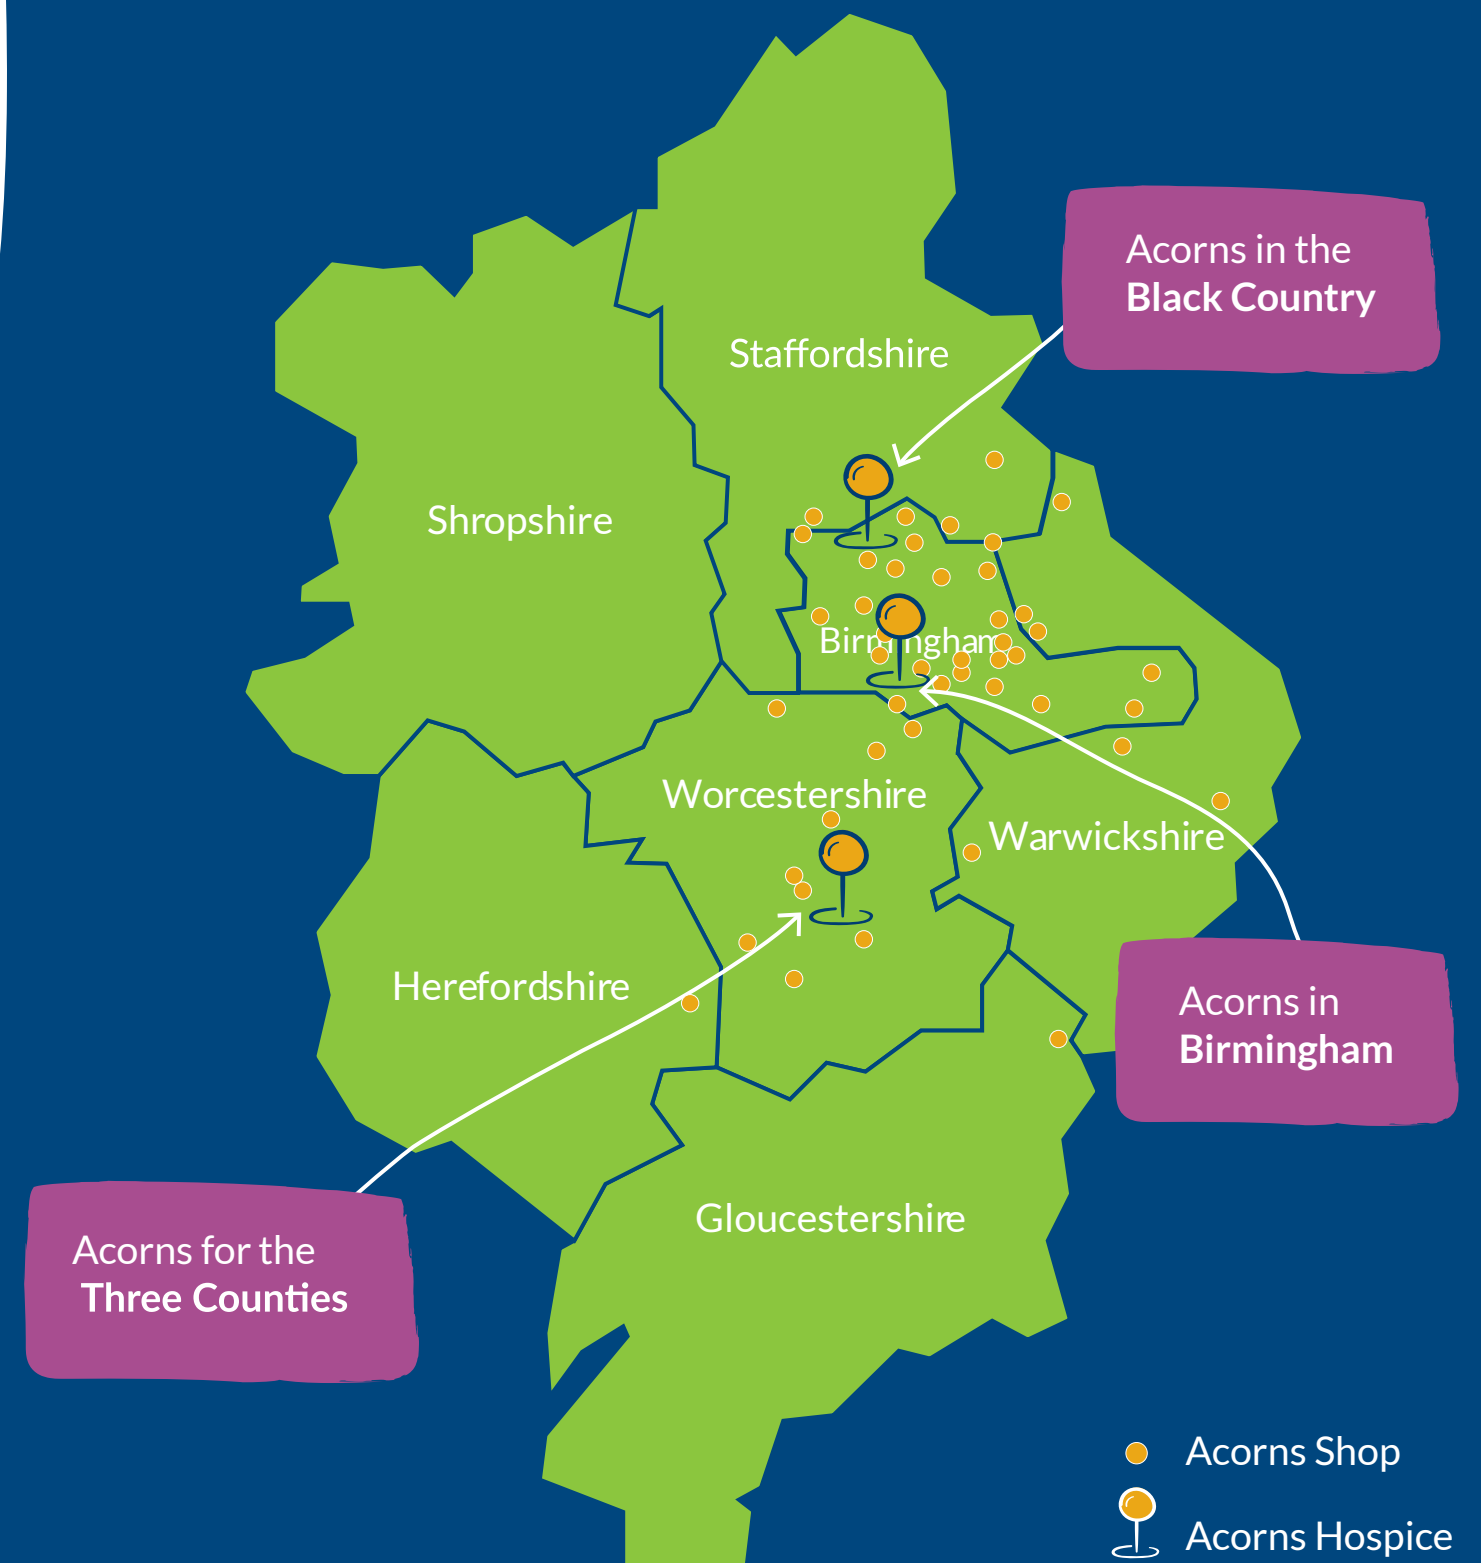 Acorns in the
Black Country
Staffordshire
Shropshire
Birmingham
Worcestershire
Warwickshire
Herefordshire
Acorns in
Birmingham
Gloucestershire
Acorns for the
Three Counties
Acorns Shop
Acorns Hospice